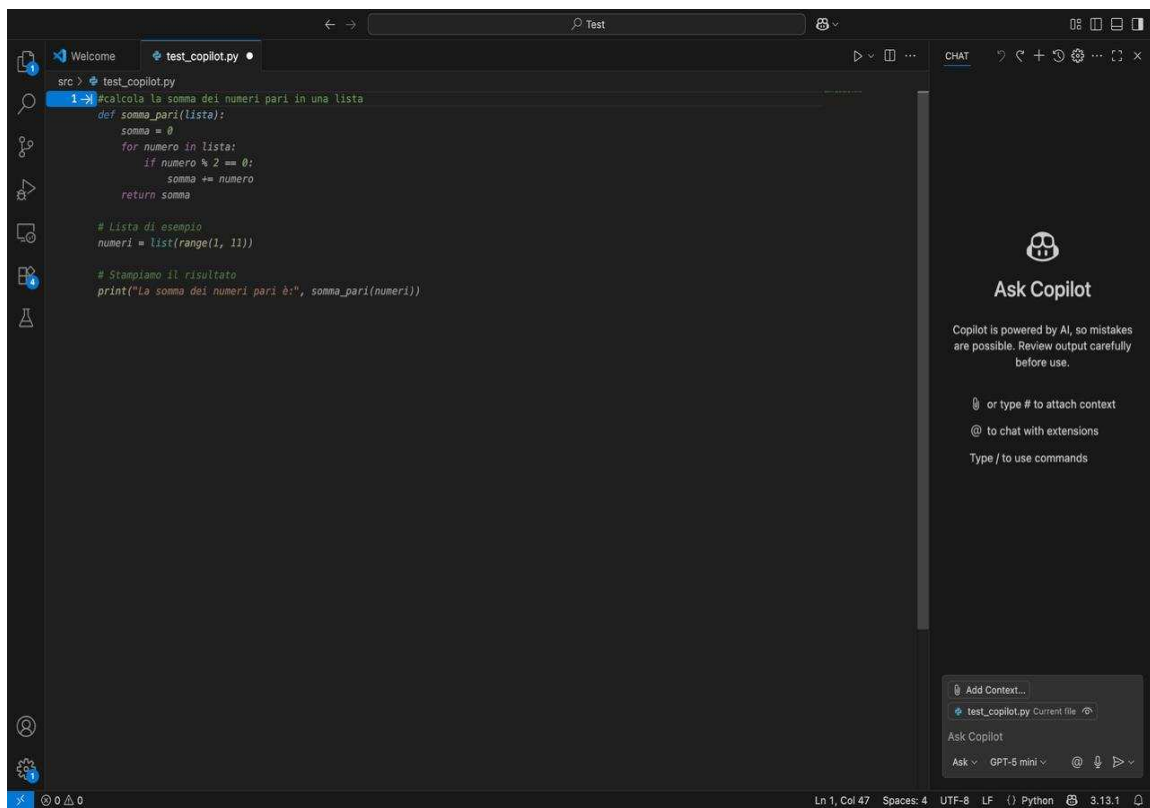 Test
Welcome
test_copilot.py
CHAT
src > test_copilot.py
1
#calcola la somma dei numeri pari in una lista
def somma_pari(lista):
somma = 0
for numero in lista:
if numero % 2 == 0:
somma += numero
return somma
# Lista di esempio
numeri = list(range(1, 11))
# Stampiamo il risultato
print("La somma dei numeri pari è:", somma_pari(numeri))
1
4
Ask Copilot
Copilot is powered by AI, so mistakes
are possible. Review output carefully
before use.
or type # to attach context
@ to chat with extensions
Type / to use commands
Add Context...
test_copilot.py Current file
Ask Copilot
Ask GPT-5 mini @
1
0 0 Ln 1, Col 47 Spaces: 4 UTF-8 LF {} Python 3.13.1